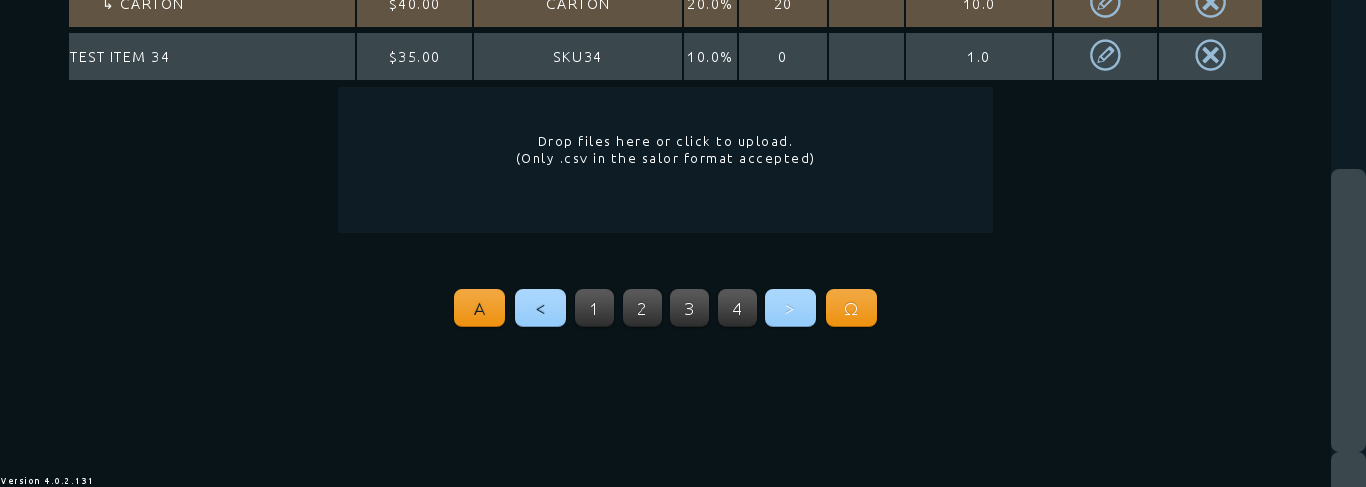 ↳ CARTON $40.00 CARTON 20.0% 20 10.0
TEST ITEM 34 $35.00 SKU34 10.0% 0 1.0
Drop files here or click to upload.
(Only .csv in the salor format accepted)
A < 1 2 3 4 > Ω
Version 4.0.2.131